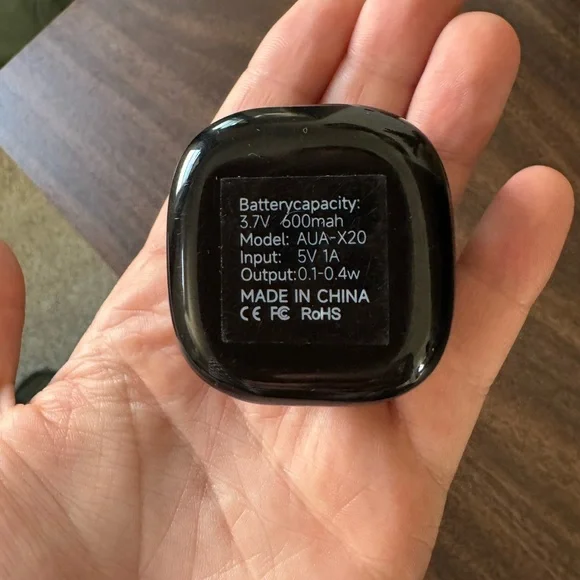 Batterycapacity:
3.7V 600mah
Model: AUA-X20
Input: 5V 1A
Output:0.1-0.4w
MADE IN CHINA
CE FC RoHS